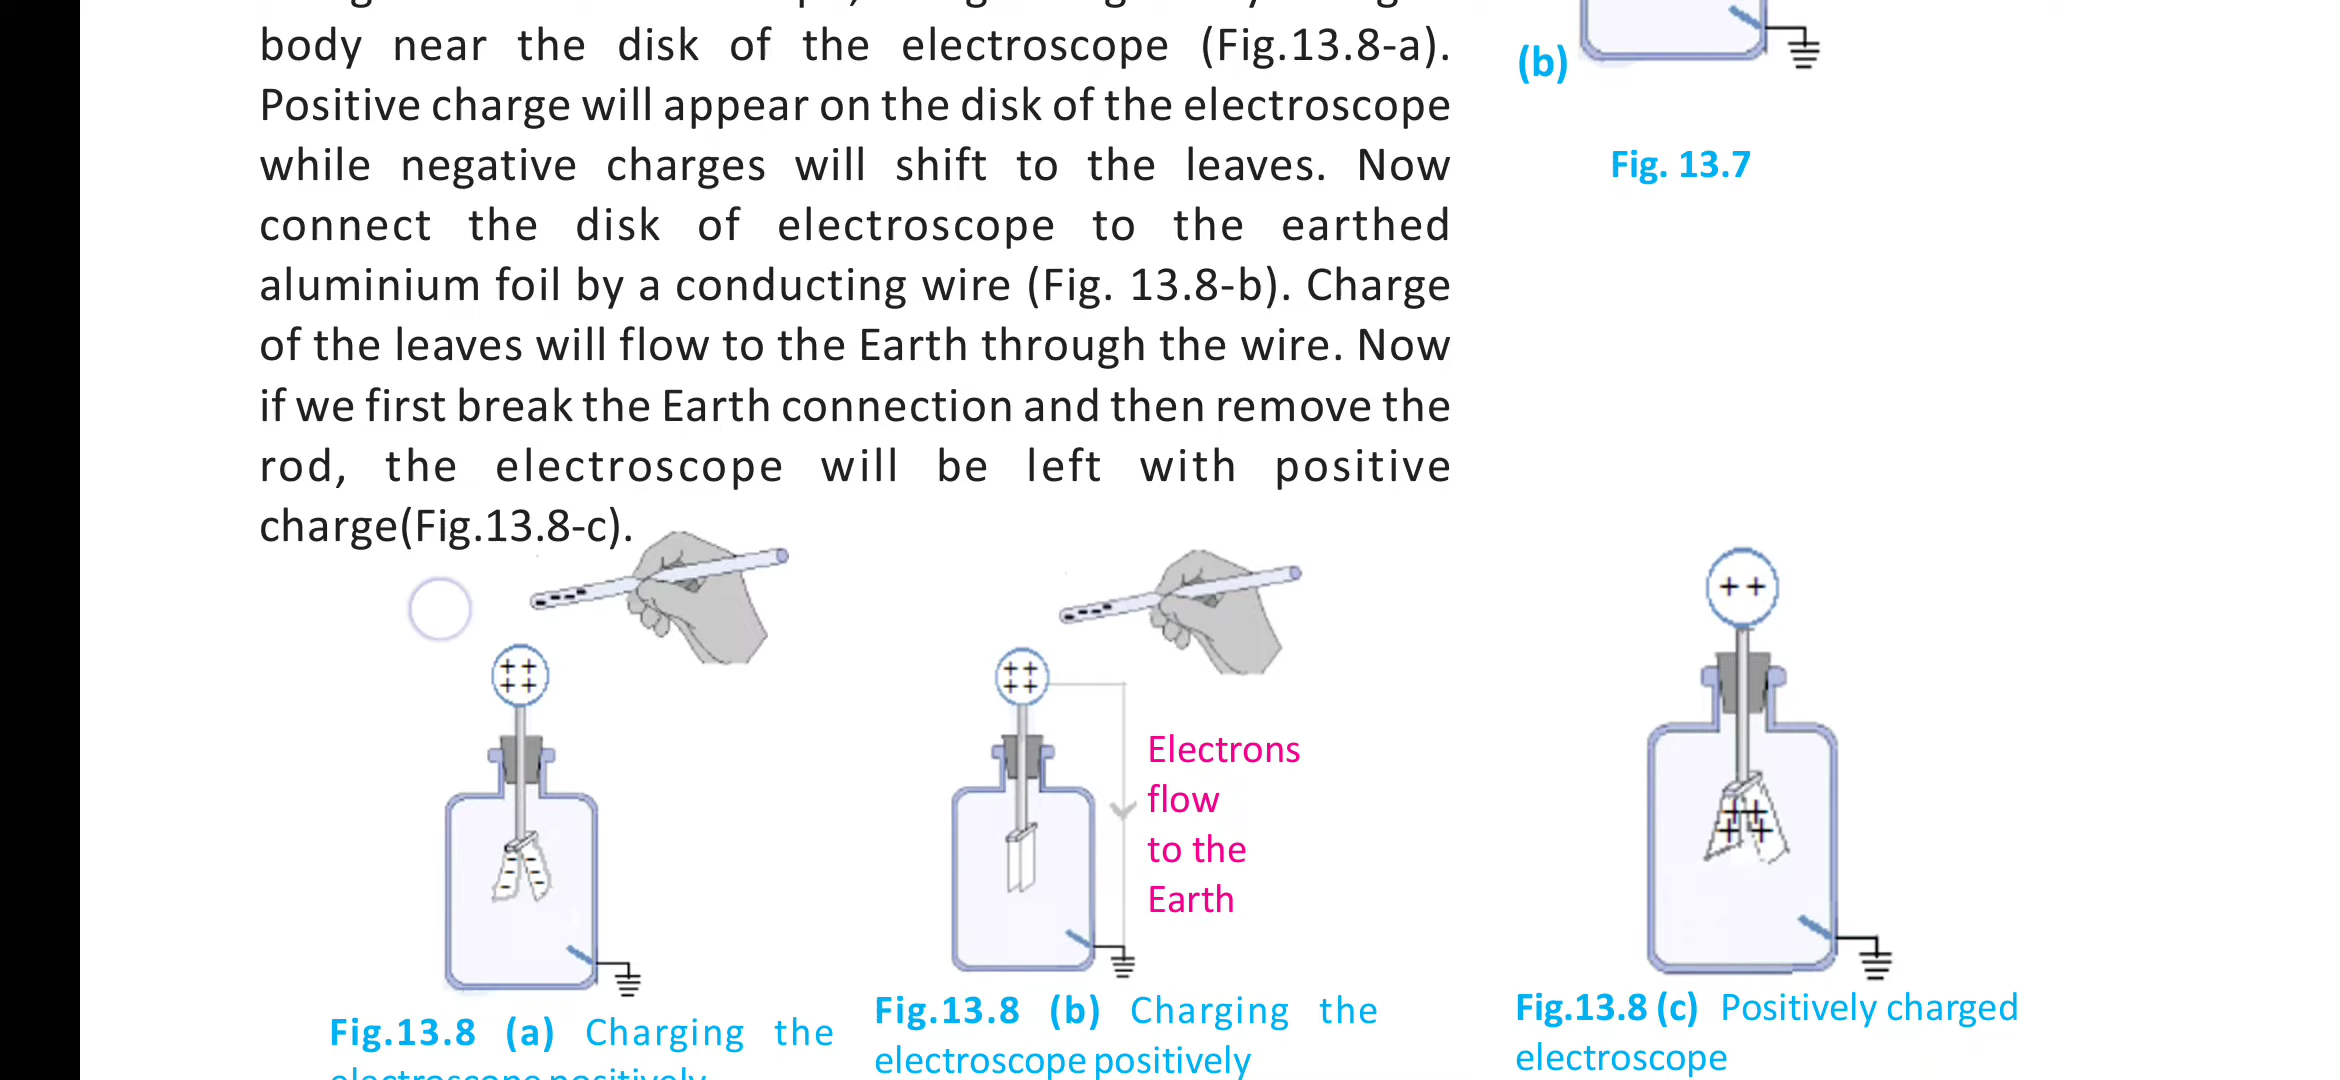 body near the disk of the electroscope (Fig.13.8-a).
Positive charge will appear on the disk of the electroscope
while negative charges will shift to the leaves. Now
connect the disk of electroscope to the earthed
aluminium foil by a conducting wire (Fig. 13.8-b). Charge
of the leaves will flow to the Earth through the wire. Now
if we first break the Earth connection and then remove the
rod, the electroscope will be left with positive
charge(Fig.13.8-c).
(b)
Fig. 13.7
++
++
++
++
++
Electrons
flow
to the
Earth
Fig.13.8 (a) Charging the
electroscope positively
Fig.13.8 (b) Charging the
electroscope positively
Fig.13.8 (c) Positively charged
electroscope